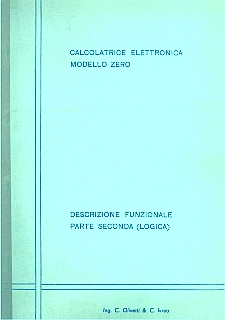 CALCOLATRICE ELETTRONICA
MODELLO ZERO
DESCRIZIONE FUNZIONALE
PARTE SECONDA (LOGICA)
Ing. C. Olivetti & C. Ivrea